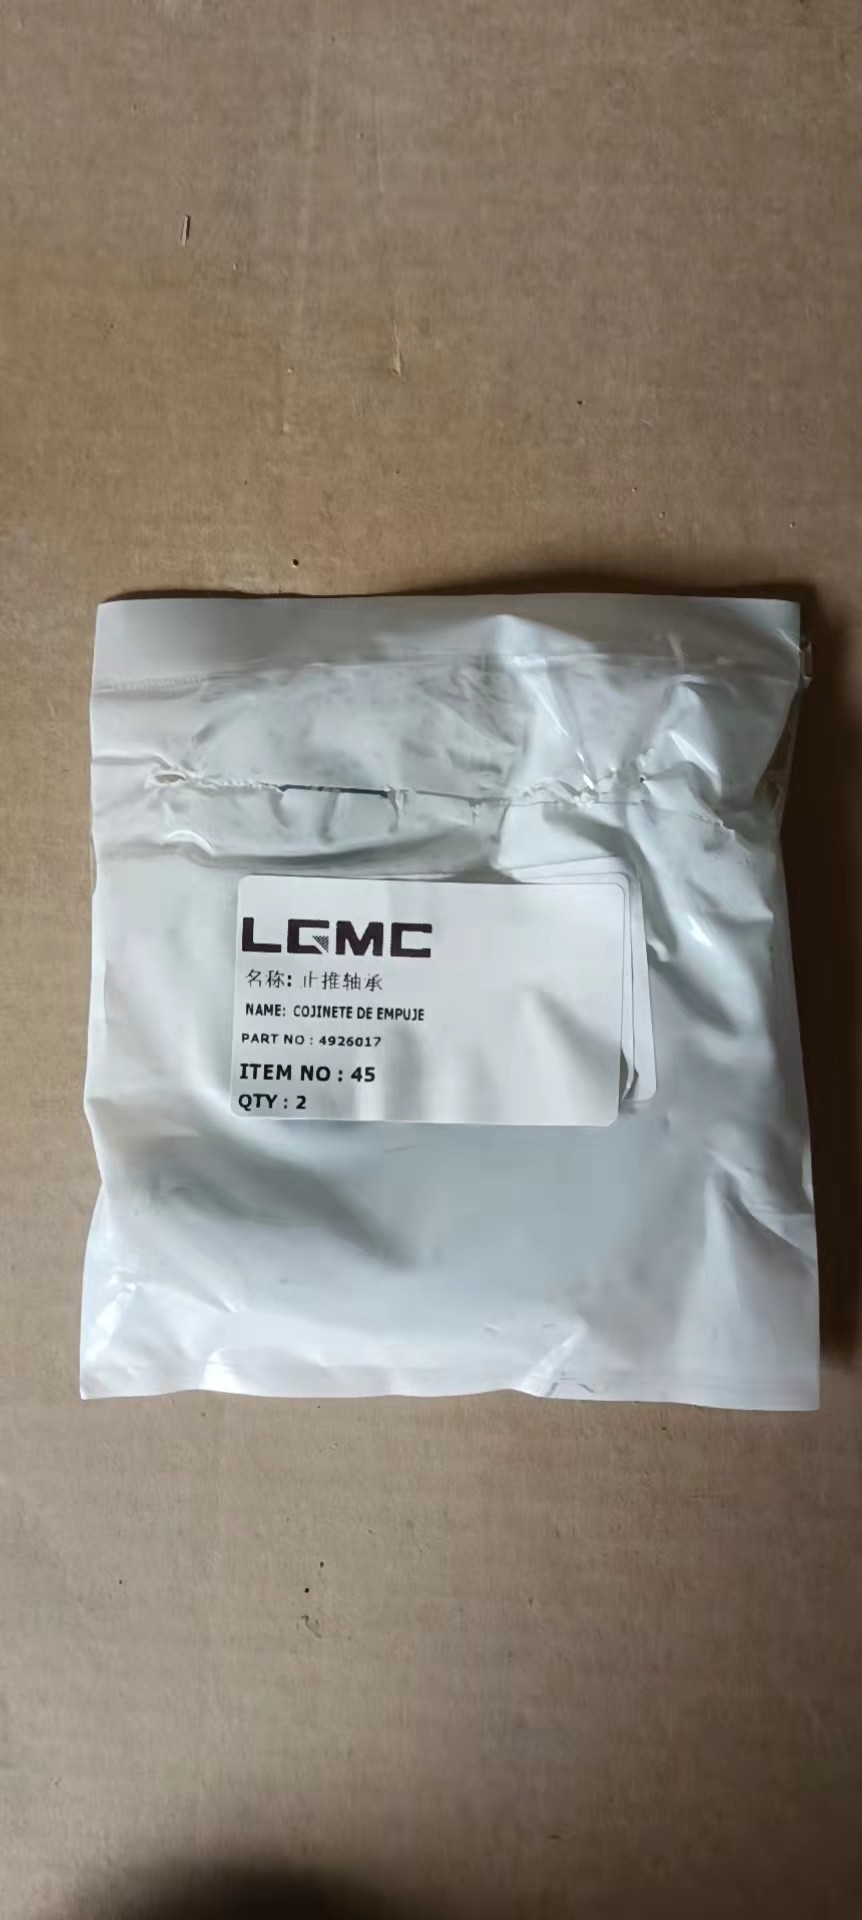 LGMC
名称: 止推轴承
NAME: COJINETE DE EMPUJE
PART NO : 4926017
ITEM NO : 45
QTY : 2